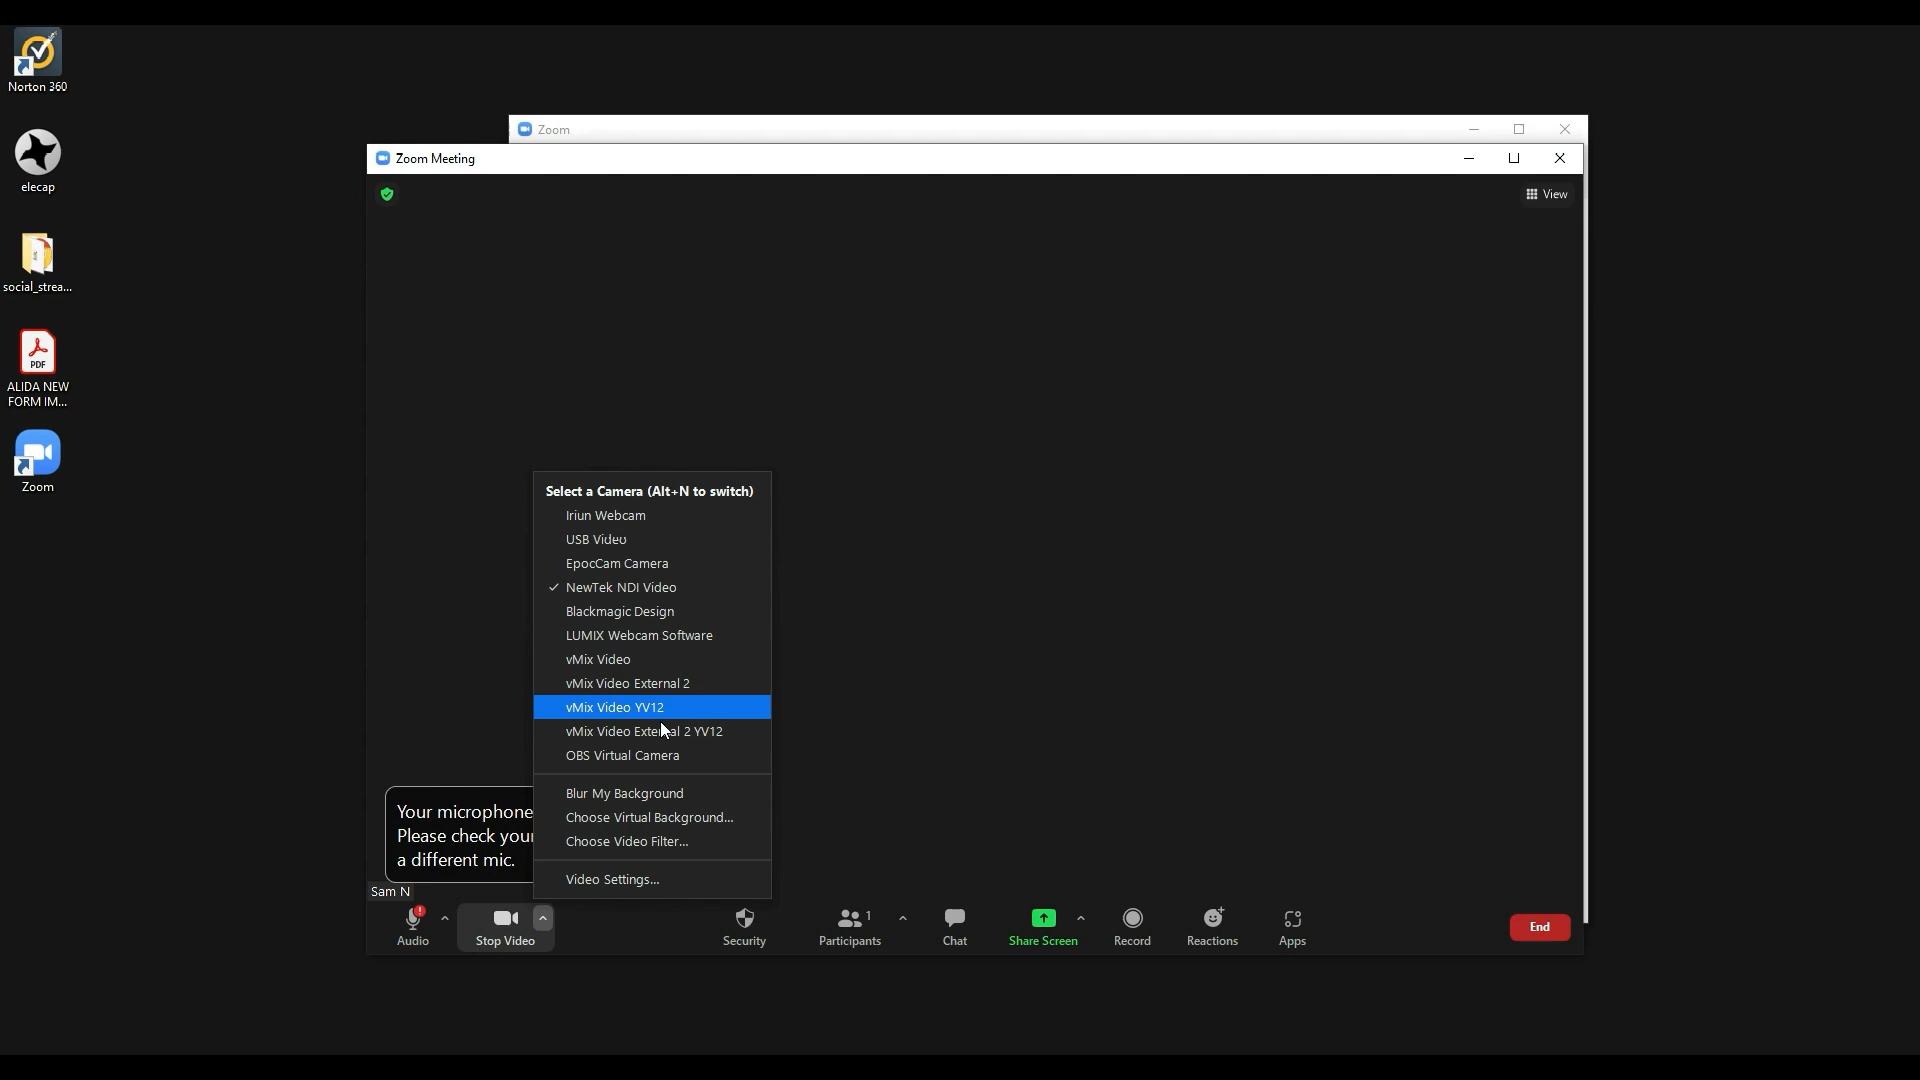 Norton 360
elecap
social_strea...
ALIDA NEW
FORM IM...
Zoom
Zoom
Zoom Meeting
View
Select a Camera (Alt+N to switch)
Iriun Webcam
USB Video
EpocCam Camera
NewTek NDI Video
Blackmagic Design
LUMIX Webcam Software
vMix Video
vMix Video External 2
vMix Video YV12
vMix Video External 2 YV12
OBS Virtual Camera
Blur My Background
Choose Virtual Background...
Choose Video Filter...
Video Settings...
Your microphone
Please check your
a different mic.
Sam N
Audio
Stop Video
Security
Participants
1
Chat
Share Screen
Record
Reactions
Apps
End
PDF